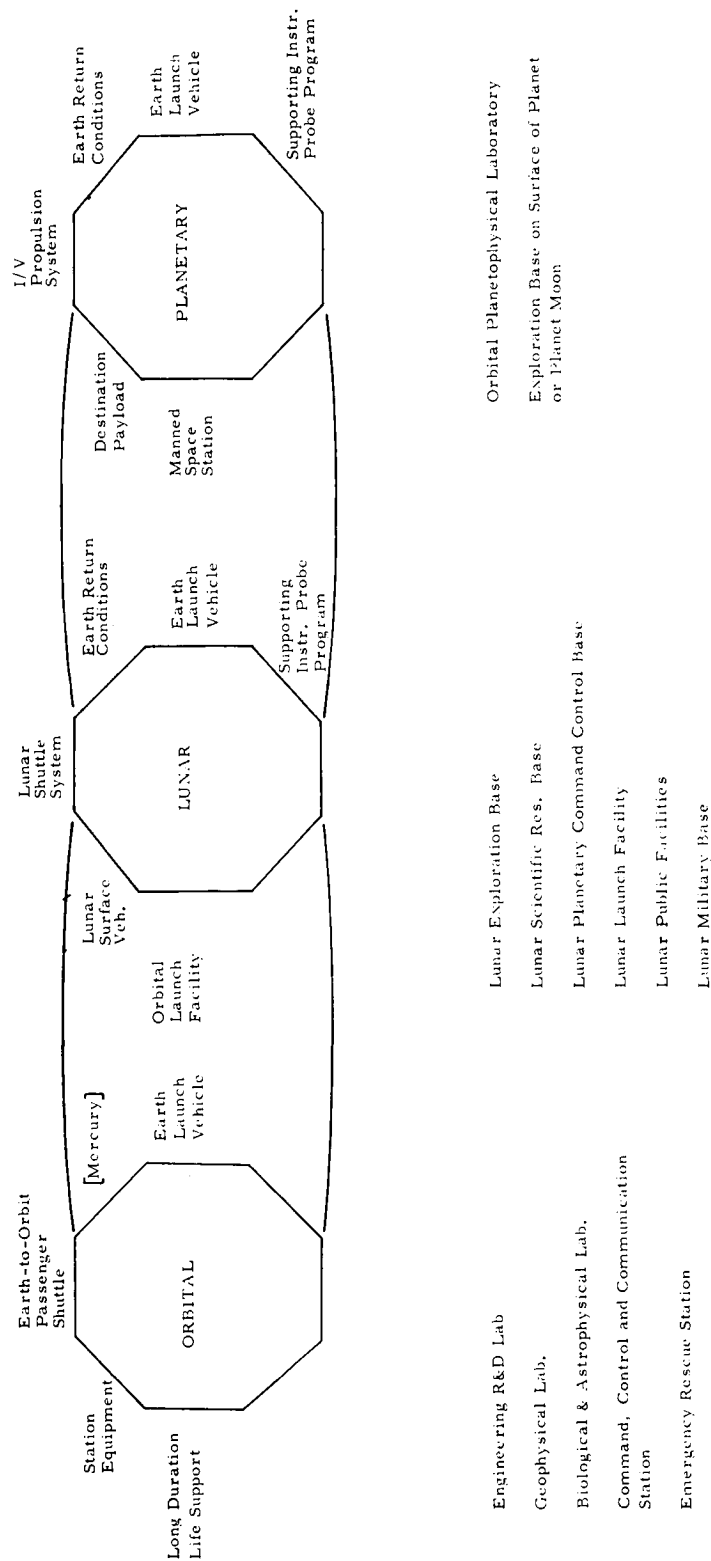 Earth-to-Orbit
Passenger
Shuttle
Station
Equipment
Long Duration
Life Support
ORBITAL
[Mercury]
Earth
Launch
Vehicle
Orbital
Launch
Facility
Lunar
Surface
Veh.
Lunar
Shuttle
System
LUNAR
Earth Return
Conditions
Earth
Launch
Vehicle
Supporting
Instr. Probe
Program
Destination
Payload
Manned
Space
Station
I/V
Propulsion
System
PLANETARY
Earth Return
Conditions
Earth
Launch
Vehicle
Supporting Instr.
Probe Program
Engineering R&D Lab
Geophysical Lab.
Biological & Astrophysical Lab.
Command, Control and Communication
Station
Emergency Rescue Station
Lunar Exploration Base
Lunar Scientific Res. Base
Lunar Planetary Command Control Base
Lunar Launch Facility
Lunar Public Facilities
Lunar Military Base
Orbital Planetophysical Laboratory
Exploration Base on Surface of Planet
or Planet Moon